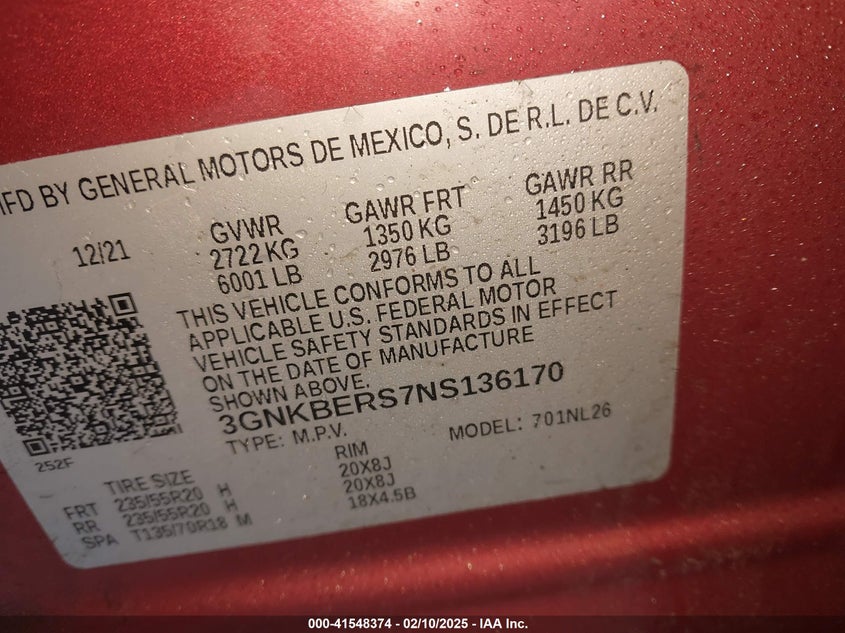 MFD BY GENERAL MOTORS DE MEXICO, S. DE R.L. DE C.V.
12/21 GVWR GAWR FRT GAWR RR
2722 KG 1350 KG 1450 KG
6001 LB 2976 LB 3196 LB
THIS VEHICLE CONFORMS TO ALL
APPLICABLE U.S. FEDERAL MOTOR
VEHICLE SAFETY STANDARDS IN EFFECT
ON THE DATE OF MANUFACTURE
SHOWN ABOVE.
3GNKBERS7NS136170
TYPE: M.P.V. MODEL: 701NL26
252F
TIRE SIZE RIM
FRT 235/55R20 H 20X8J
RR 235/55R20 H 20X8J
SPA T135/70R18 M 18X4.5B
000-41548374 — 02/10/2025 — IAA Inc.